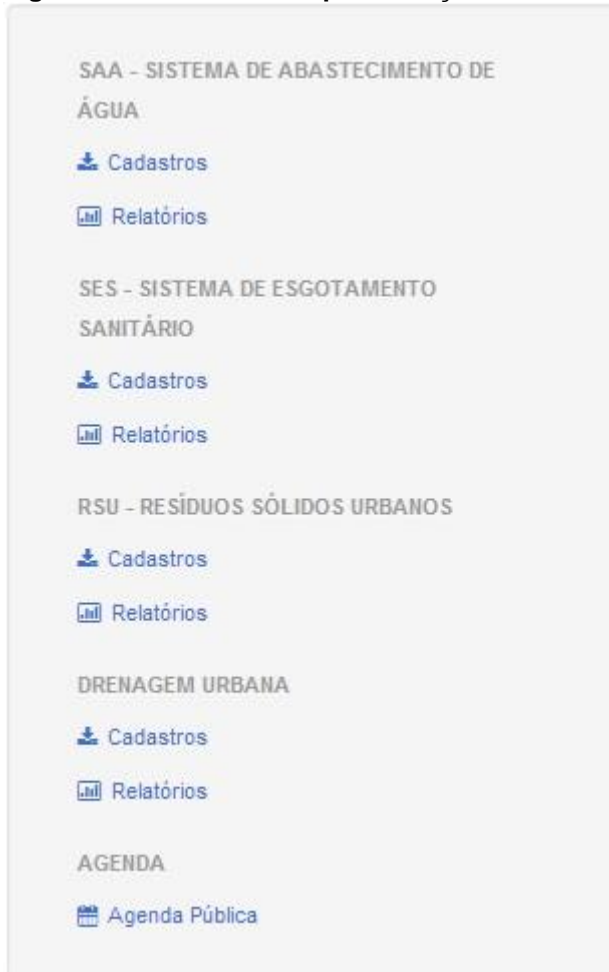 SAA - SISTEMA DE ABASTECIMENTO DE
ÁGUA
Cadastros
Relatórios
SES - SISTEMA DE ESGOTAMENTO
SANITÁRIO
Cadastros
Relatórios
RSU - RESÍDUOS SÓLIDOS URBANOS
Cadastros
Relatórios
DRENAGEM URBANA
Cadastros
Relatórios
AGENDA
Agenda Pública